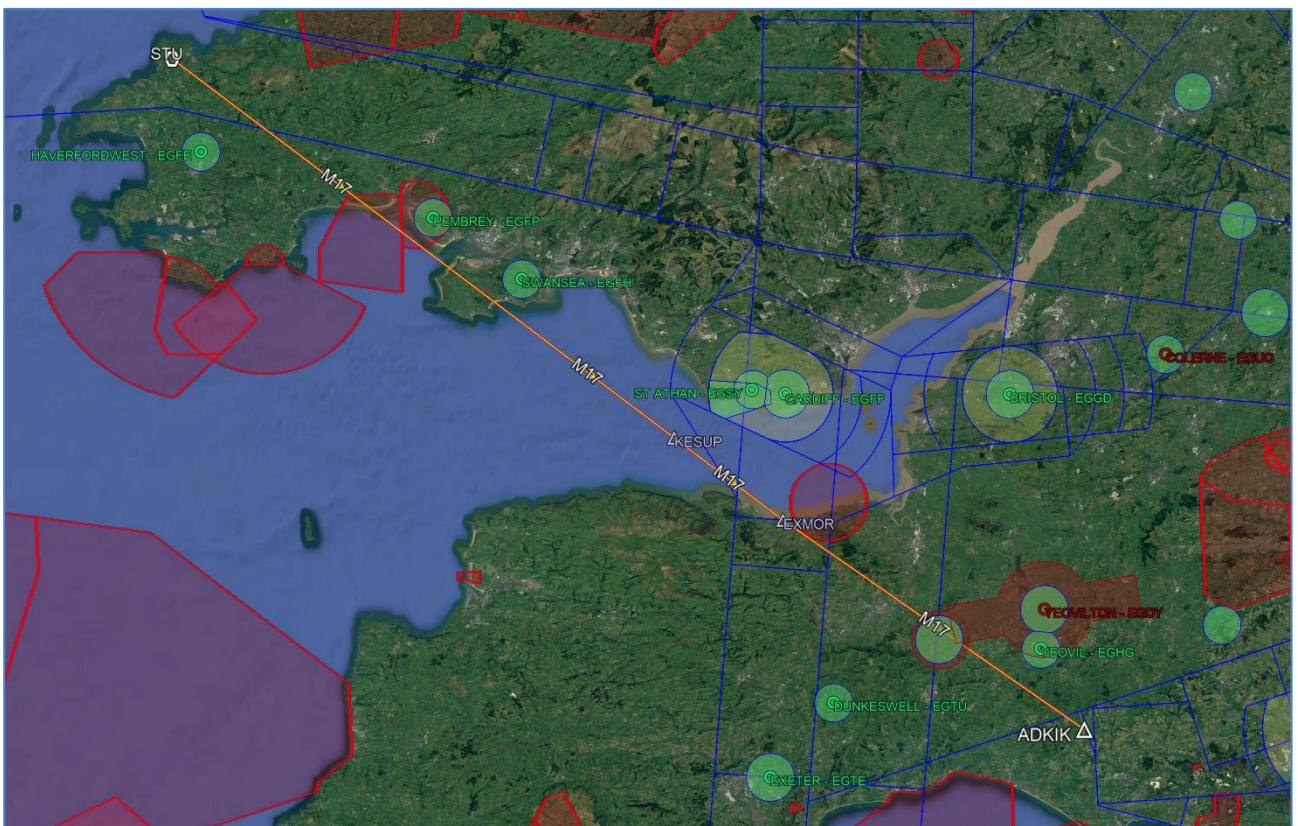 STU
HAVERFORDWEST - EGFE
M17
PEMBREY - EGFP
SWANSEA - EGFH
M17
ST ATHAN - EGSY
CARDIFF - EGFF
BRISTOL - EGGD
COLERNE - EGUO
KESUP
M17
EXMOR
YEOVILTON - EGDY
M17
YEOVIL - EGHG
DUNKESWELL - EGTU
ADKIK
EXETER - EGTE